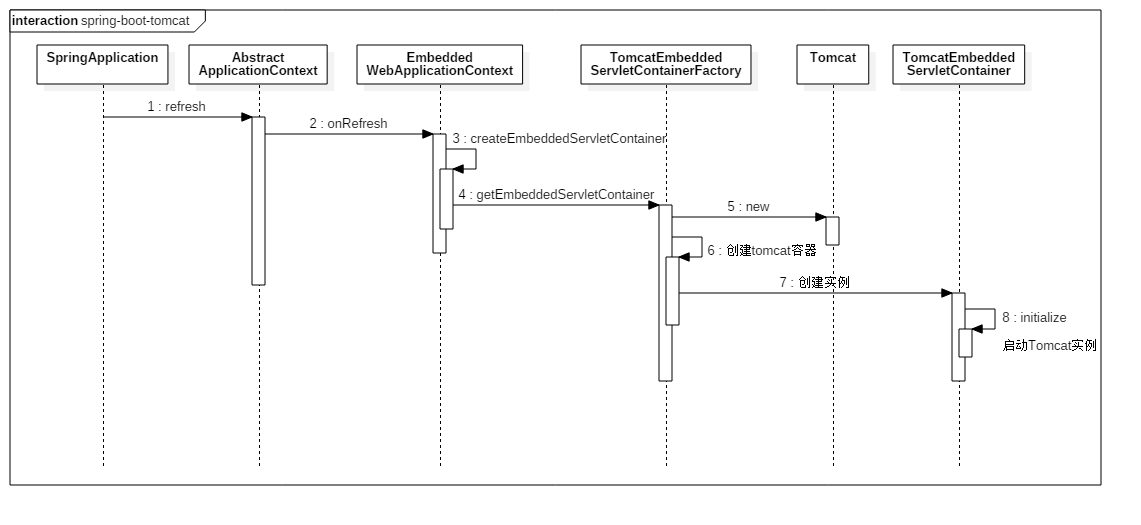 interaction spring-boot-tomcat
SpringApplication
Abstract
ApplicationContext
Embedded
WebApplicationContext
TomcatEmbedded
ServletContainerFactory
Tomcat
TomcatEmbedded
ServletContainer
1 : refresh
2 : onRefresh
3 : createEmbeddedServletContainer
4 : getEmbeddedServletContainer
5 : new
6 : 创建tomcat容器
7 : 创建实例
8 : initialize
启动Tomcat实例